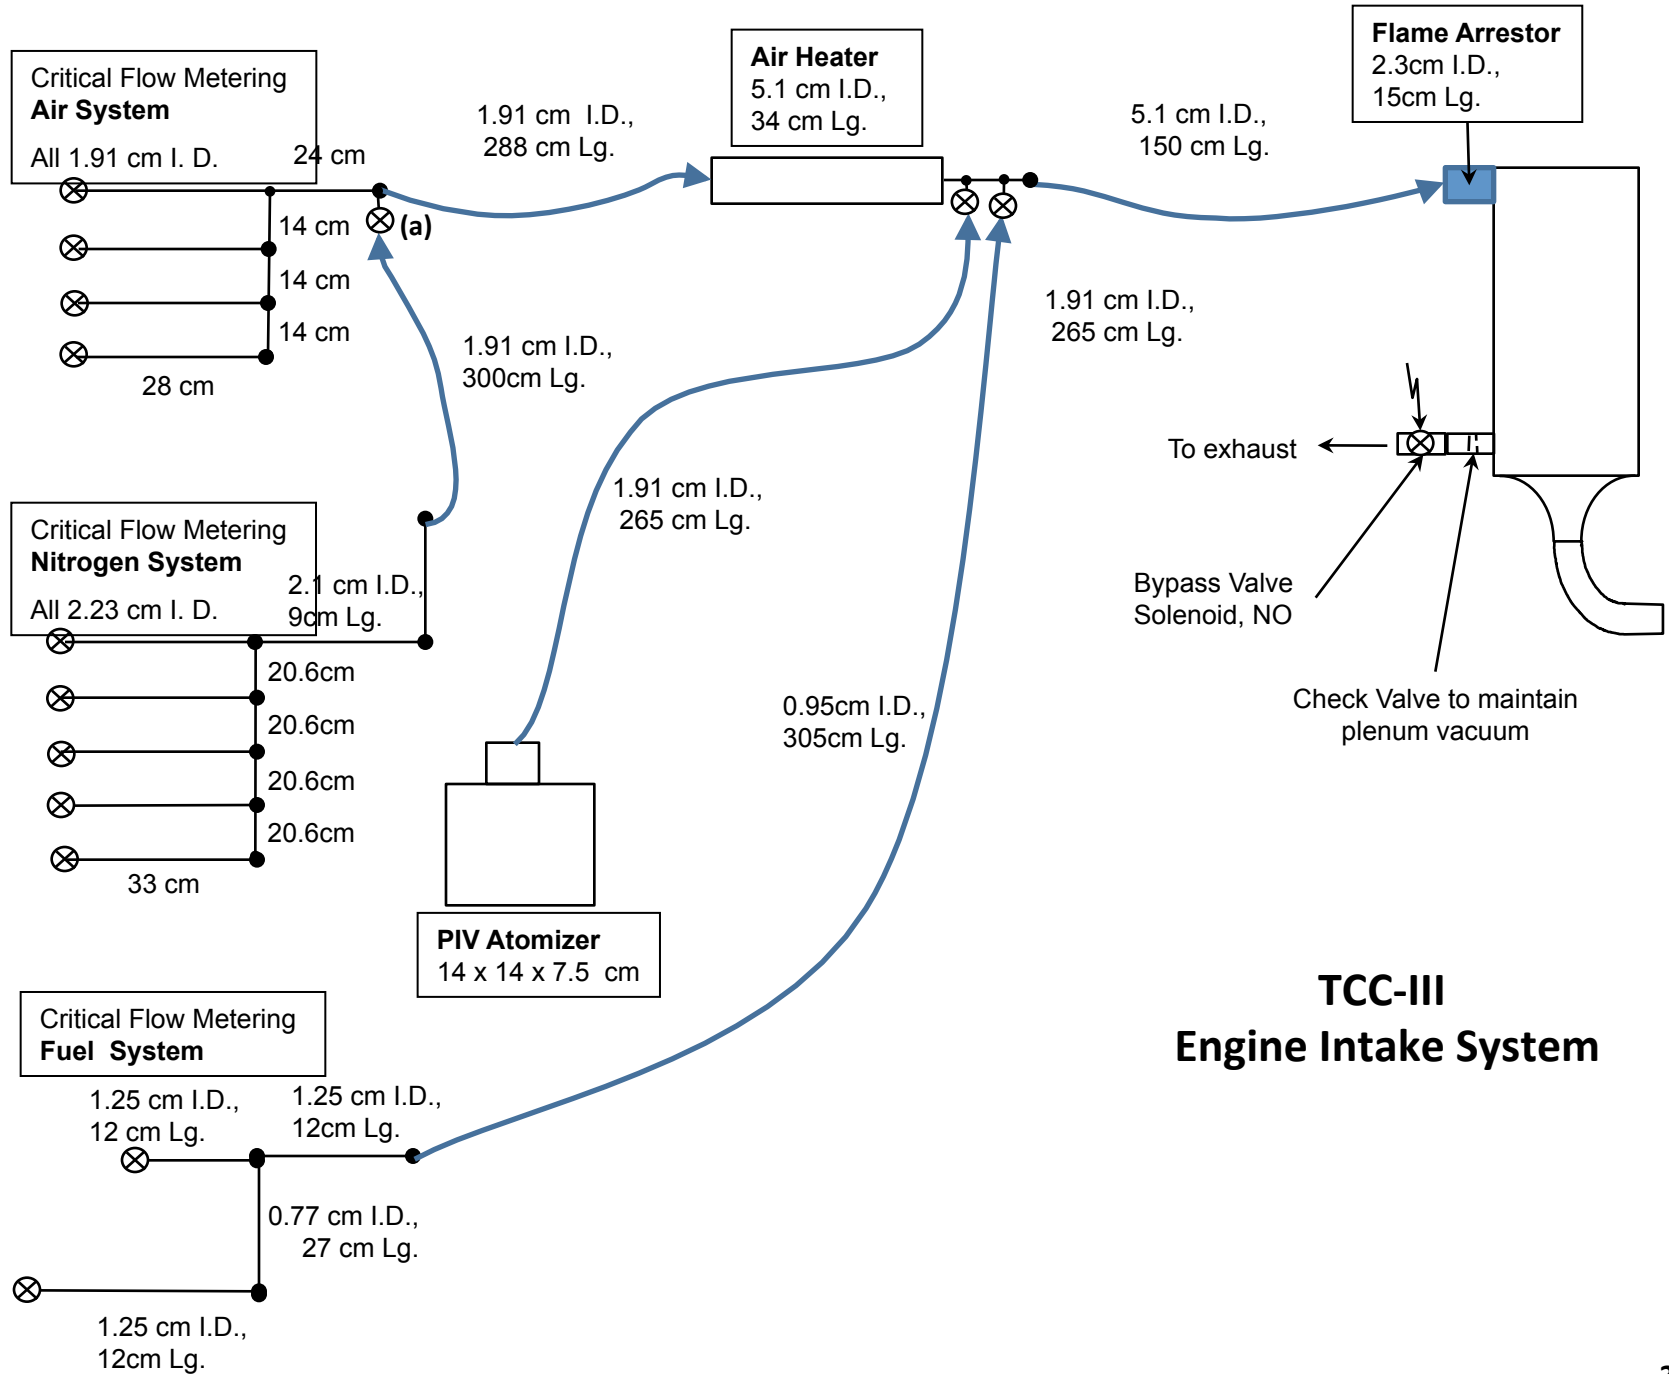 Critical Flow Metering
Air System
All 1.91 cm I. D.
24 cm
14 cm
14 cm
14 cm
28 cm
(a)
1.91 cm I.D.,
288 cm Lg.
Air Heater
5.1 cm I.D.,
34 cm Lg.
5.1 cm I.D.,
150 cm Lg.
Flame Arrestor
2.3cm I.D.,
15cm Lg.
1.91 cm I.D.,
300cm Lg.
1.91 cm I.D.,
265 cm Lg.
1.91 cm I.D.,
265 cm Lg.
To exhaust
Bypass Valve
Solenoid, NO
Check Valve to maintain
plenum vacuum
Critical Flow Metering
Nitrogen System
All 2.23 cm I. D.
2.1 cm I.D.,
9cm Lg.
20.6cm
20.6cm
20.6cm
20.6cm
33 cm
0.95cm I.D.,
305cm Lg.
PIV Atomizer
14 x 14 x 7.5 cm
Critical Flow Metering
Fuel System
1.25 cm I.D.,
12 cm Lg.
1.25 cm I.D.,
12cm Lg.
0.77 cm I.D.,
27 cm Lg.
1.25 cm I.D.,
12cm Lg.
TCC-III
Engine Intake System